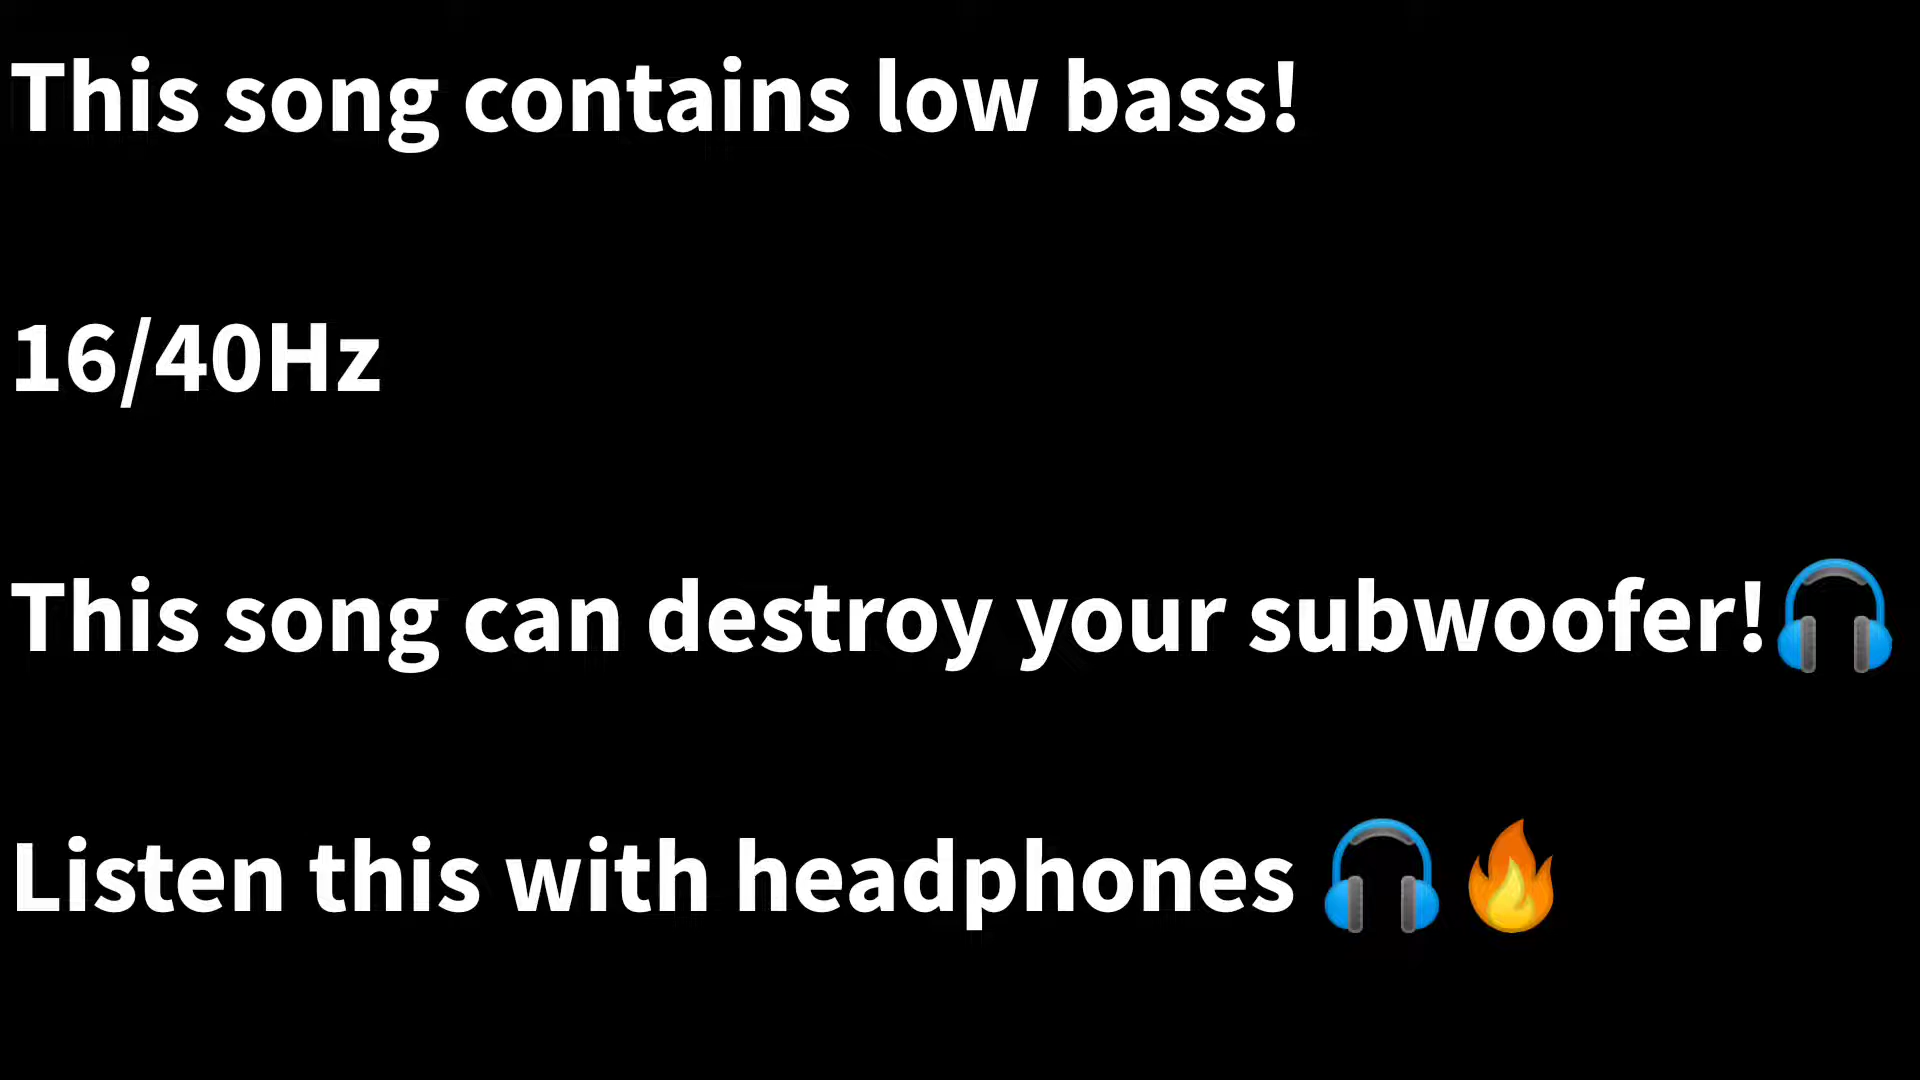 This song contains low bass!
16/40Hz
This song can destroy your subwoofer!🎧
Listen this with headphones 🎧🔥